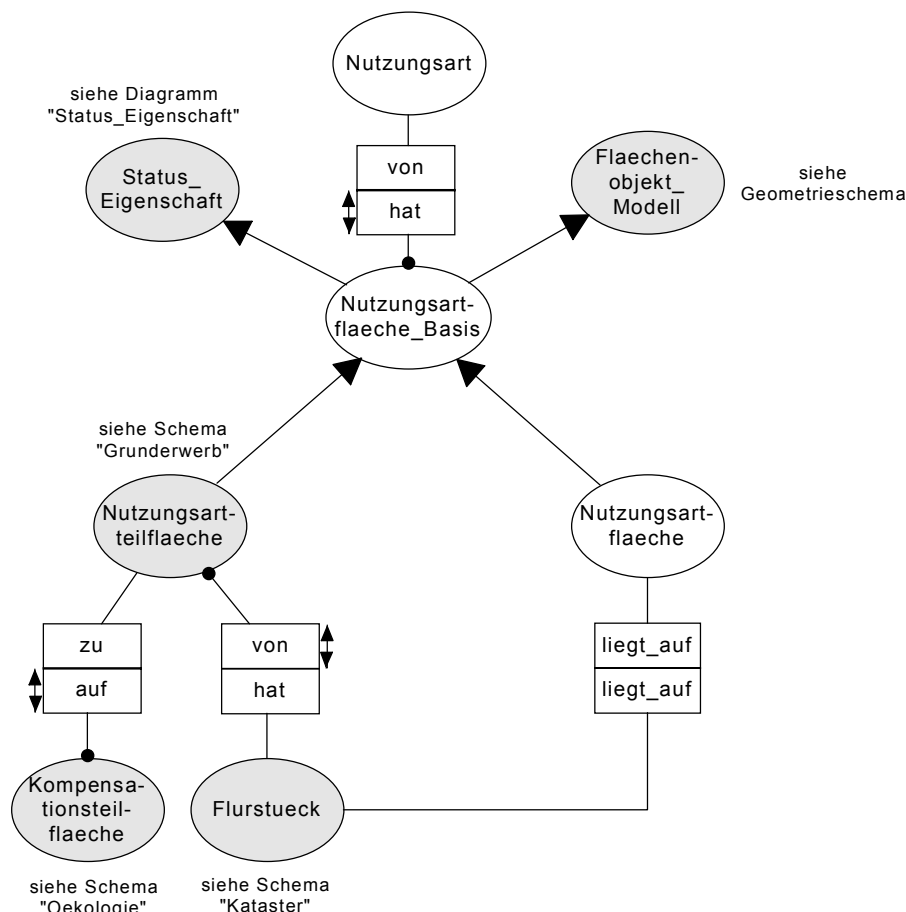 Nutzungsart
siehe Diagramm
"Status_Eigenschaft"
Status_
Eigenschaft
von
hat
Flaechen-
objekt_
Modell
siehe
Geometrieschema
Nutzungsart-
flaeche_Basis
siehe Schema
"Grunderwerb"
Nutzungsart-
teilflaeche
Nutzungsart-
flaeche
zu
auf
von
hat
liegt_auf
liegt_auf
Kompensa-
tionsteil-
flaeche
Flurstueck
siehe Schema
"Oekologie"
siehe Schema
"Kataster"